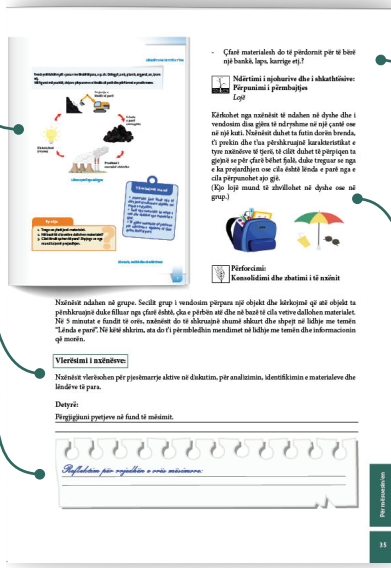 - Çfarë materialesh do të përdornit për të bërë
një bankë, laps, karrige etj.?
Ndërtimi i njohurive dhe i shkathtësive:
Përpunimi i përmbajtjes
Lojë
Kërkohet nga nxënësit të ndahen në dyshe dhe i
vendosim disa gjëra të ndryshme në një çantë ose
në një kuti. Nxënësit duhet ta futin dorën brenda,
t’i prekin dhe t’ua përshkruajnë karakteristikat e
tyre nxënësve të tjerë, të cilët duhet të përpiqen ta
gjejnë se për çfarë bëhet fjalë, duke treguar se nga
e ka prejardhjen ose cila është lënda e parë nga e
cila përpunohet ajo gjë.
(Kjo lojë mund të zhvillohet në dyshe ose në
grup.)
Përforcimi:
Konsolidimi dhe zbatimi i të nxënit
Nxënësit ndahen në grupe. Secilit grup i vendosim përpara një objekt dhe kërkojmë që atë objekt ta
përshkruajnë duke filluar nga çfarë është, çka e përbën atë dhe në bazë të cila vetive dallohen materialet.
Në 5 minutat e fundit të orës, nxënësit do të shkruajnë shumë shkurt dhe shpejt në lidhje me temën
“Lënda e parë”. Në këtë shkrim, ata do t’i përmbledhin mendimet në lidhje me temën dhe informacionin
që morën.
Vlerësimi i nxënësve:
Nxënësit vlerësohen për pjesëmarrje aktive në diskutim, për analizimin, identifikimin e materialeve dhe
lëndëve të para.
Detyrë:
Përgjigjuni pyetjeve në fund të mësimit.
Reflektim për rrjedhën e orës mësimore:
Për mësuesin/en
35